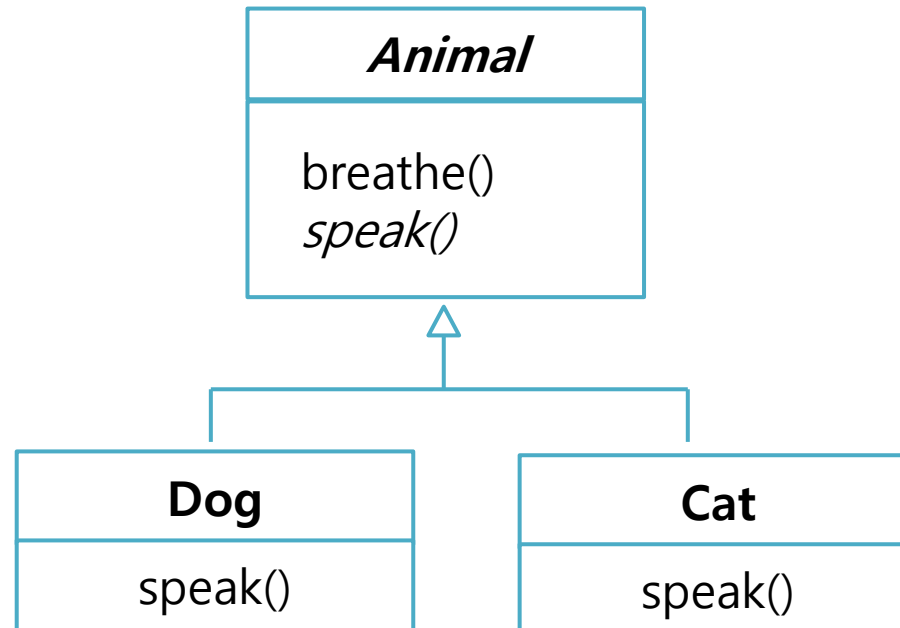 Animal
breathe()
speak()
Dog
speak()
Cat
speak()